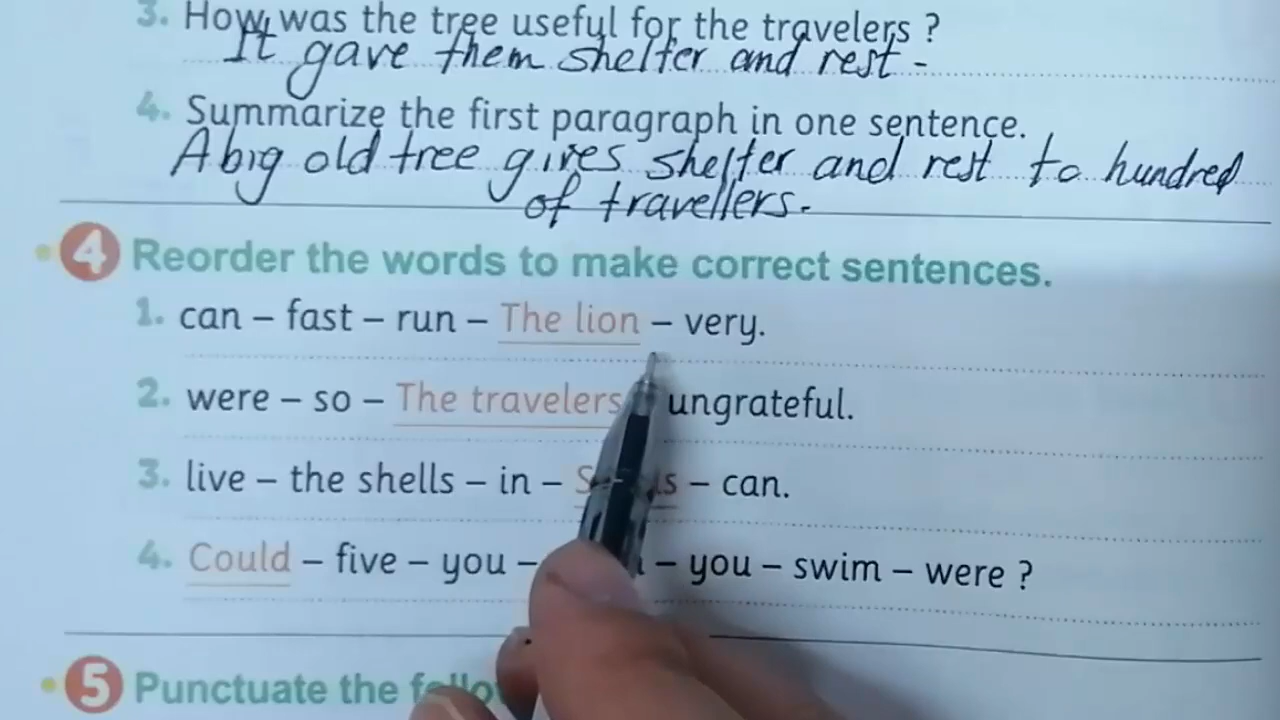 3. How was the tree useful for the travelers ?
It gave them shelter and rest -
4. Summarize the first paragraph in one sentence.
A big old tree gives shelter and rest to hundred
of travellers.
4 Reorder the words to make correct sentences.
1. can – fast – run – The lion – very.
2. were – so – The travelers ungrateful.
3. live – the shells – in – – can.
4. Could – five – you – – you – swim – were ?
5 Punctuate the